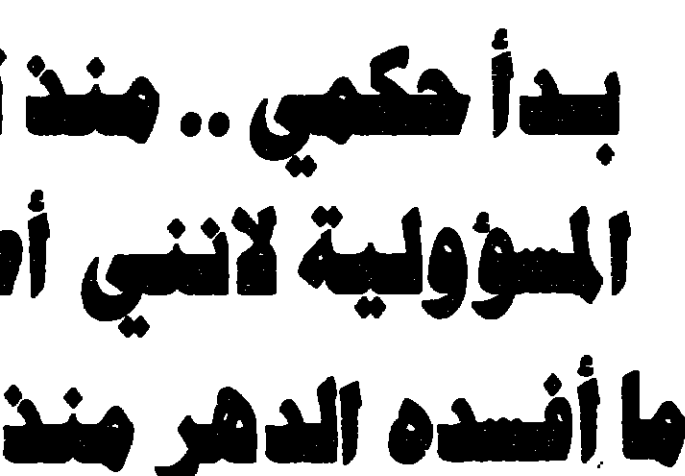 بدأ حكمي .. منذ
المسؤولية لانني
ما أفسده الدهر منذ